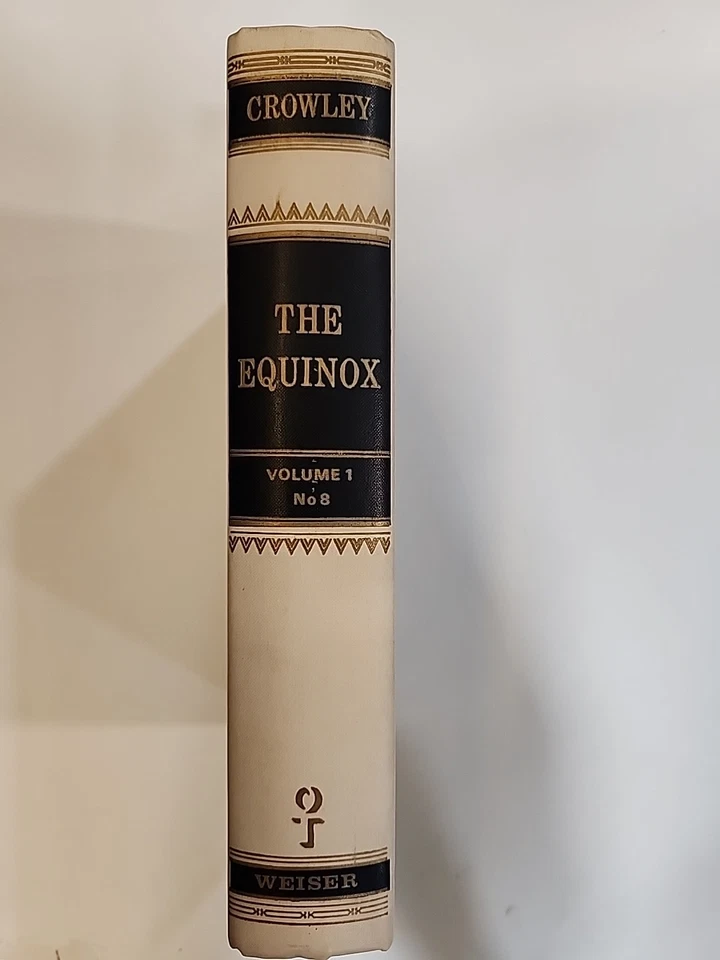 CROWLEY
THE
EQUINOX
VOLUME 1
No 8
WEISER